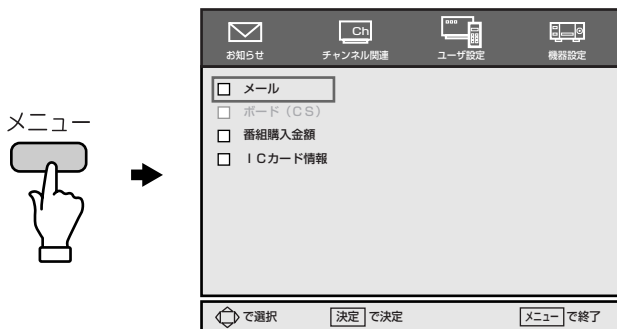 メニュー
Ch
お知らせ チャンネル関連 ユーザ設定 機器設定
メール
ボード(CS)
番組購入金額
ICカード情報
で選択 決定 で決定 メニュー で終了